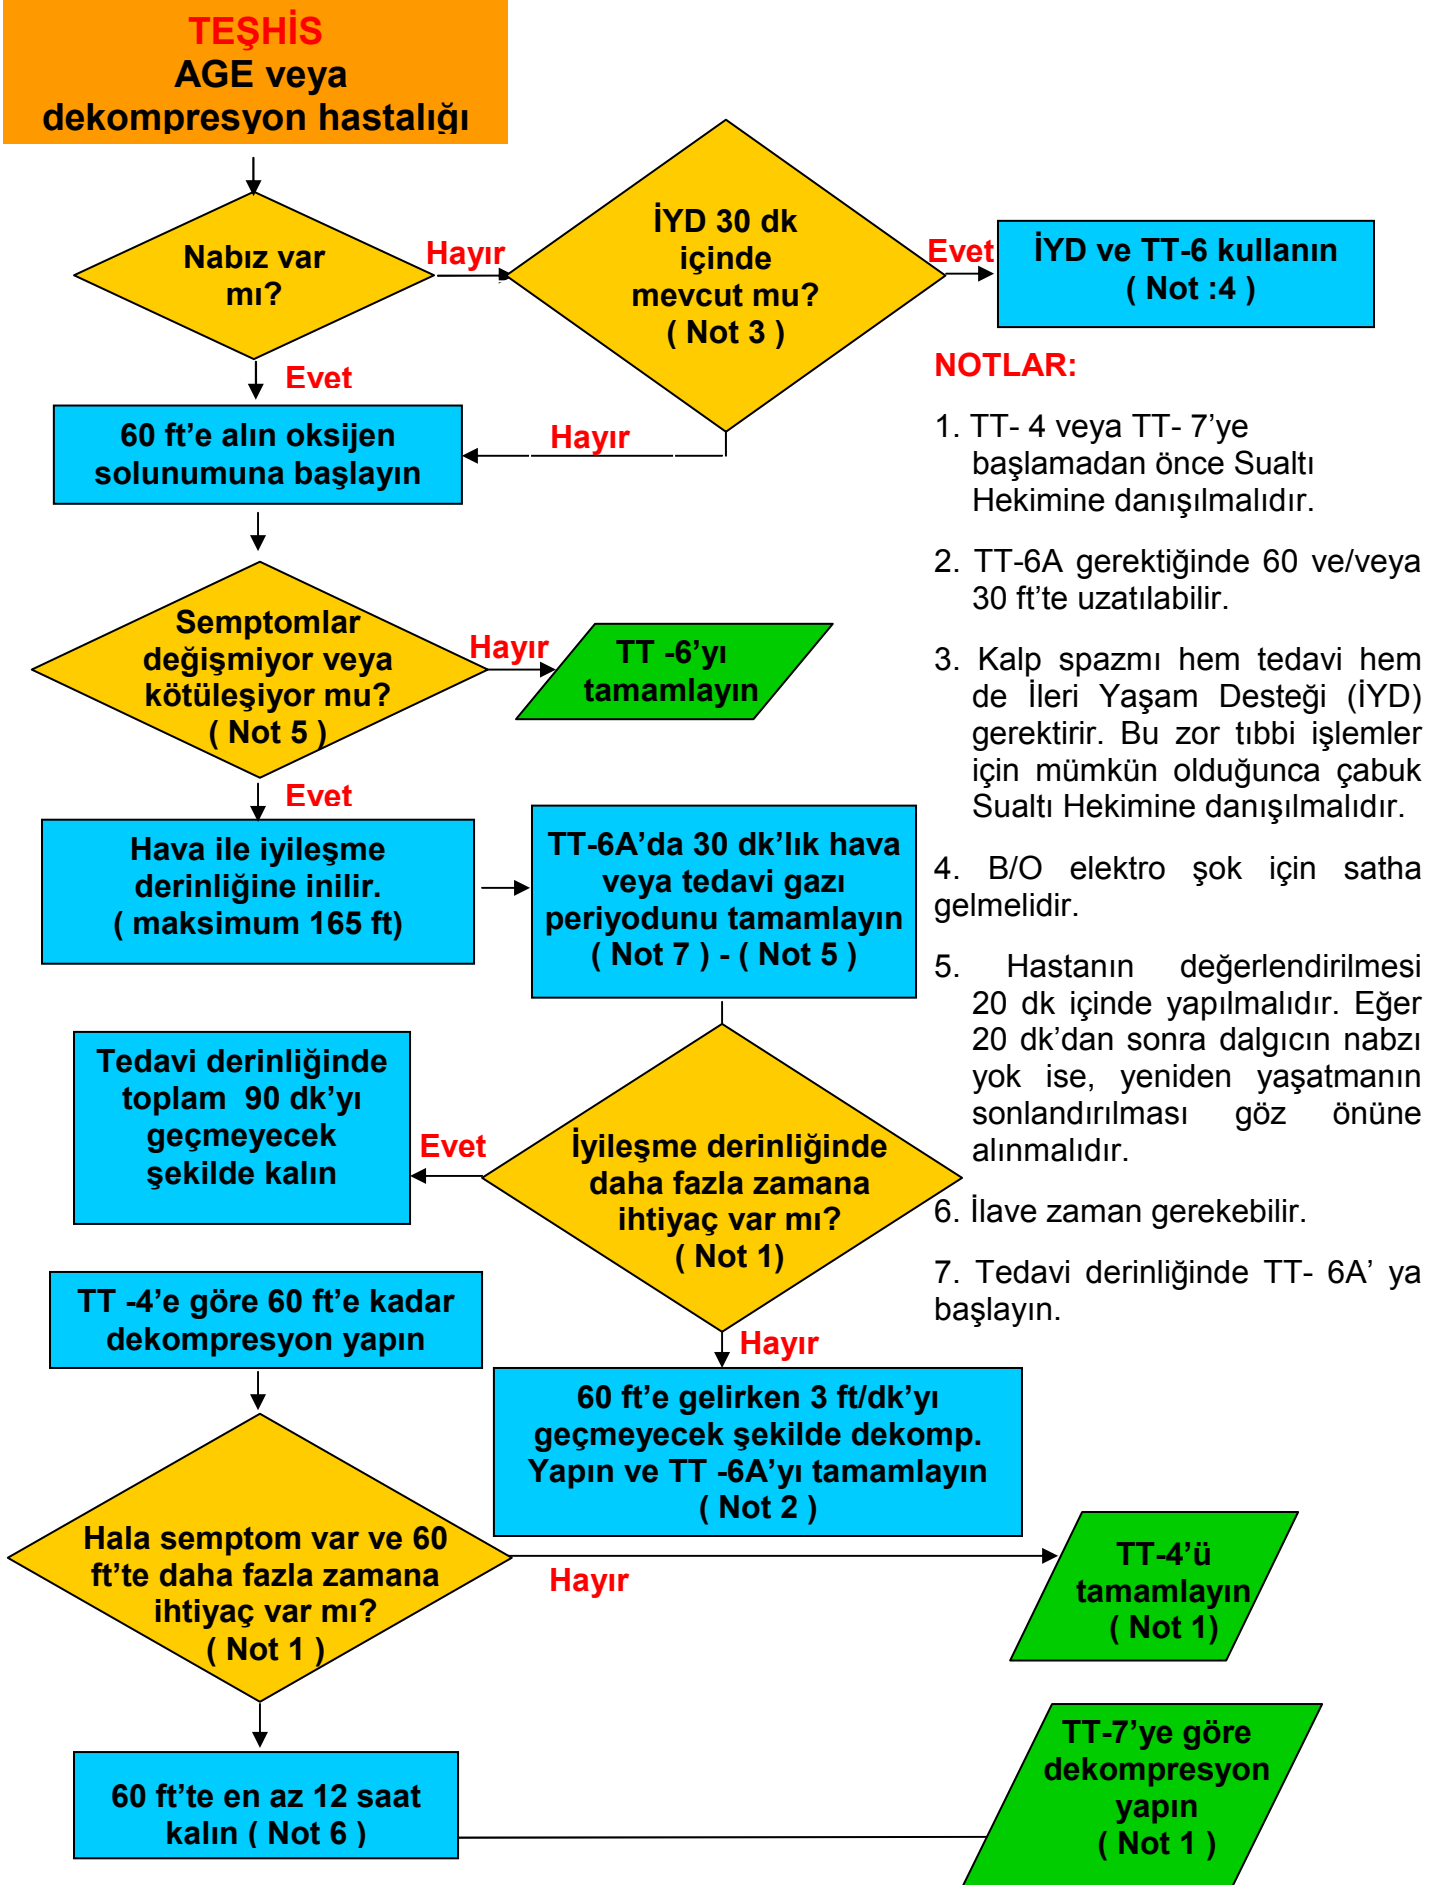 TEŞHİS
AGE veya
dekompresyon hastalığı
Nabız var
mı?
Hayır
İYD 30 dk
içinde
mevcut mu?
( Not 3 )
Evet
İYD ve TT-6 kullanın
( Not :4 )
Evet
Hayır
60 ft’e alın oksijen
solunumuna başlayın
Semptomlar
değişmiyor veya
kötüleşiyor mu?
( Not 5 )
Hayır
TT -6’yı
tamamlayın
Evet
Hava ile iyileşme
derinliğine inilir.
( maksimum 165 ft)
TT-6A’da 30 dk’lık hava
veya tedavi gazı
periyodunu tamamlayın
( Not 7 ) - ( Not 5 )
İyileşme derinliğinde
daha fazla zamana
ihtiyaç var mı?
( Not 1)
Evet
Tedavi derinliğinde
toplam 90 dk’yı
geçmeyecek
şekilde kalın
Hayır
60 ft’e gelirken 3 ft/dk’yı
geçmeyecek şekilde dekomp.
Yapın ve TT -6A’yı tamamlayın
( Not 2 )
TT -4’e göre 60 ft’e kadar
dekompresyon yapın
Hala semptom var ve 60
ft’te daha fazla zamana
ihtiyaç var mı?
( Not 1 )
Hayır
TT-4’ü
tamamlayın
( Not 1)
60 ft’te en az 12 saat
kalın ( Not 6 )
TT-7’ye göre
dekompresyon
yapın
( Not 1 )
NOTLAR:
1. TT- 4 veya TT- 7’ye
başlamadan önce Sualtı
Hekimine danışılmalıdır.
2. TT-6A gerektiğinde 60 ve/veya
30 ft’te uzatılabilir.
3. Kalp spazmı hem tedavi hem
de İleri Yaşam Desteği (İYD)
gerektirir. Bu zor tıbbi işlemler
için mümkün olduğunca çabuk
Sualtı Hekimine danışılmalıdır.
4. B/O elektro şok için satha
gelmelidir.
5. Hastanın değerlendirilmesi
20 dk içinde yapılmalıdır. Eğer
20 dk’dan sonra dalgıcın nabzı
yok ise, yeniden yaşatmanın
sonlandırılması göz önüne
alınmalıdır.
6. İlave zaman gerekebilir.
7. Tedavi derinliğinde TT- 6A’ ya
başlayın.